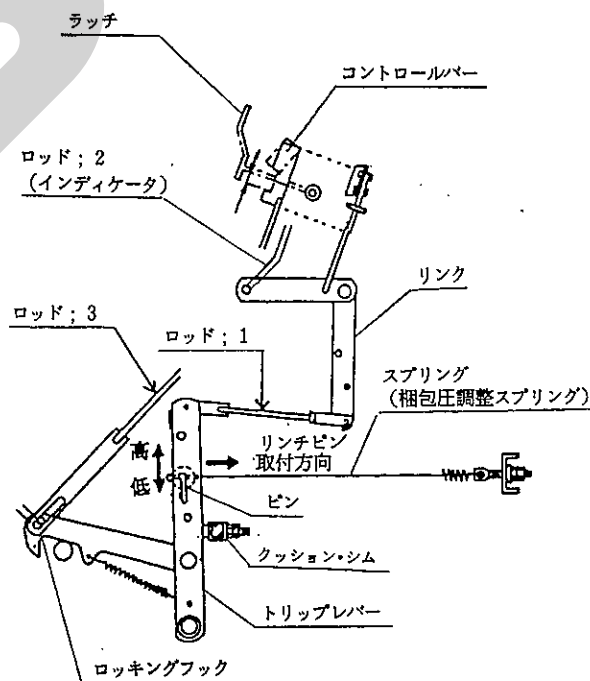 ラッチ
コントロールバー
ロッド；2
（インディケータ）
リンク
ロッド；3
ロッド；1
スプリング
（梱包圧調整スプリング）
高
低
リンチピン
取付方向
ピン
クッション・シム
トリップレバー
ロッキングフック